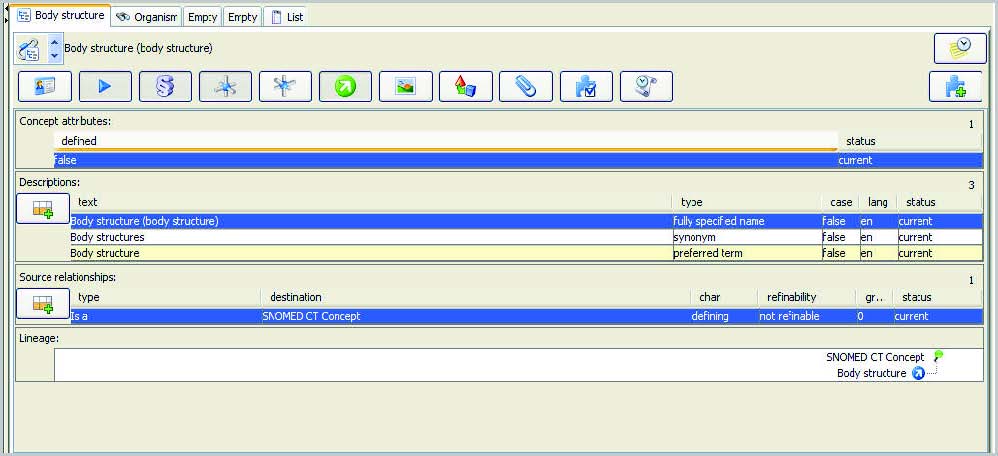 Body structure Organism Empty Empty List
Body structure (body structure)
Concept attributes: 1
defined status
false current
Descriptions: 3
text type case lang status
Body structure (body structure) fully specified name false en current
Body structures synonym false en current
Body structure preferred term false en current
Source relationships: 1
type destination char refinability gr... status
Is a SNOMED CT Concept defining not refinable 0 current
Lineage:
SNOMED CT Concept
Body structure